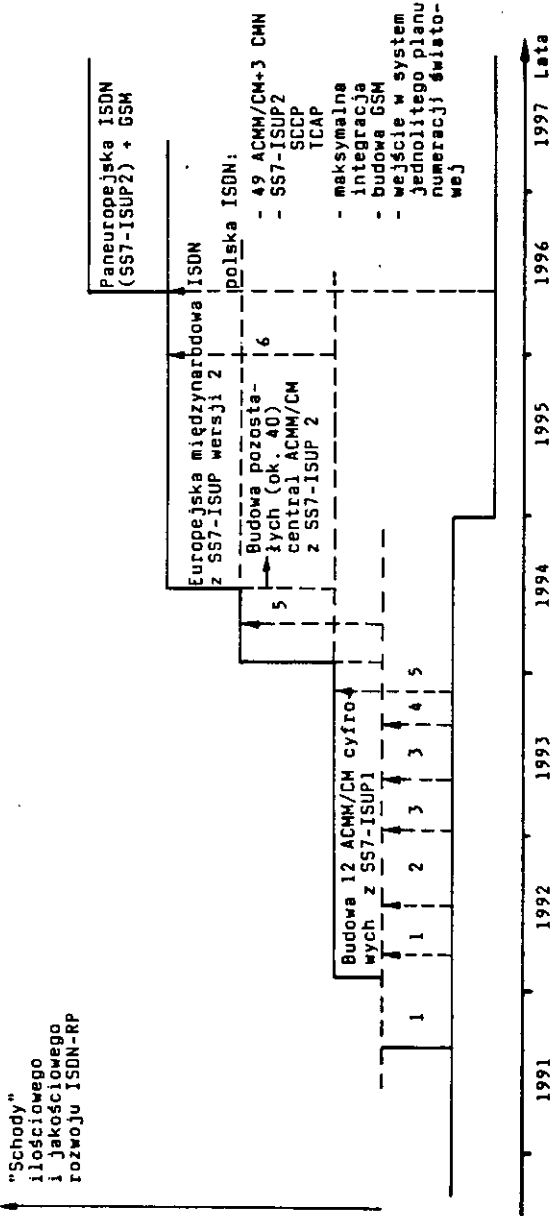 "Schody"
ilościowego
i jakościowego
rozwoju ISDN-RP
Paneuropejska ISDN
(SS7-ISUP2) + GSM
Europejska międzynarodowa ISDN
z SS7-ISUP wersji 2
polska ISDN:
- 49 ACMM/CM+3 CMN
- SS7-ISUP2
SCCP
TCAP
- maksymalna
integracja
- budowa GSM
- wejście w system
jednolitego planu
numeracji świato-
wej
Budowa pozosta-
łych (ok. 40)
central ACMM/CM
z SS7-ISUP 2
6
5
Budowa 12 ACMM/CM cyfro-
wych z SS7-ISUP1
1 1 2 3 3 4 5
1991 1992 1993 1994 1995 1996 1997 Lata